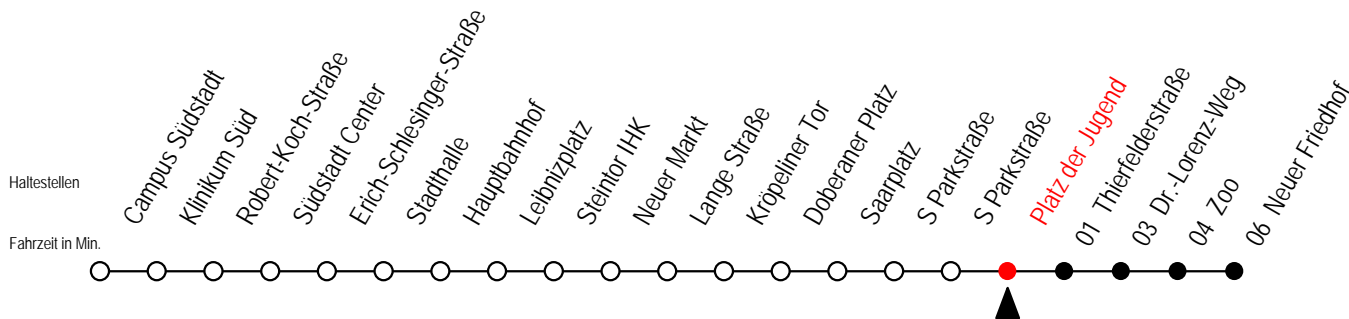 Haltestellen
Fahrzeit in Min.
Campus Südstadt
Klinikum Süd
Robert-Koch-Straße
Südstadt Center
Erich-Schlesinger-Straße
Stadthalle
Hauptbahnhof
Leibnizplatz
Steintor IHK
Neuer Markt
Lange Straße
Kröpeliner Tor
Doberaner Platz
Saarplatz
S Parkstraße
S Parkstraße
Platz der Jugend
01 Thierfelderstraße
03 Dr.-Lorenz-Weg
04 Zoo
06 Neuer Friedhof